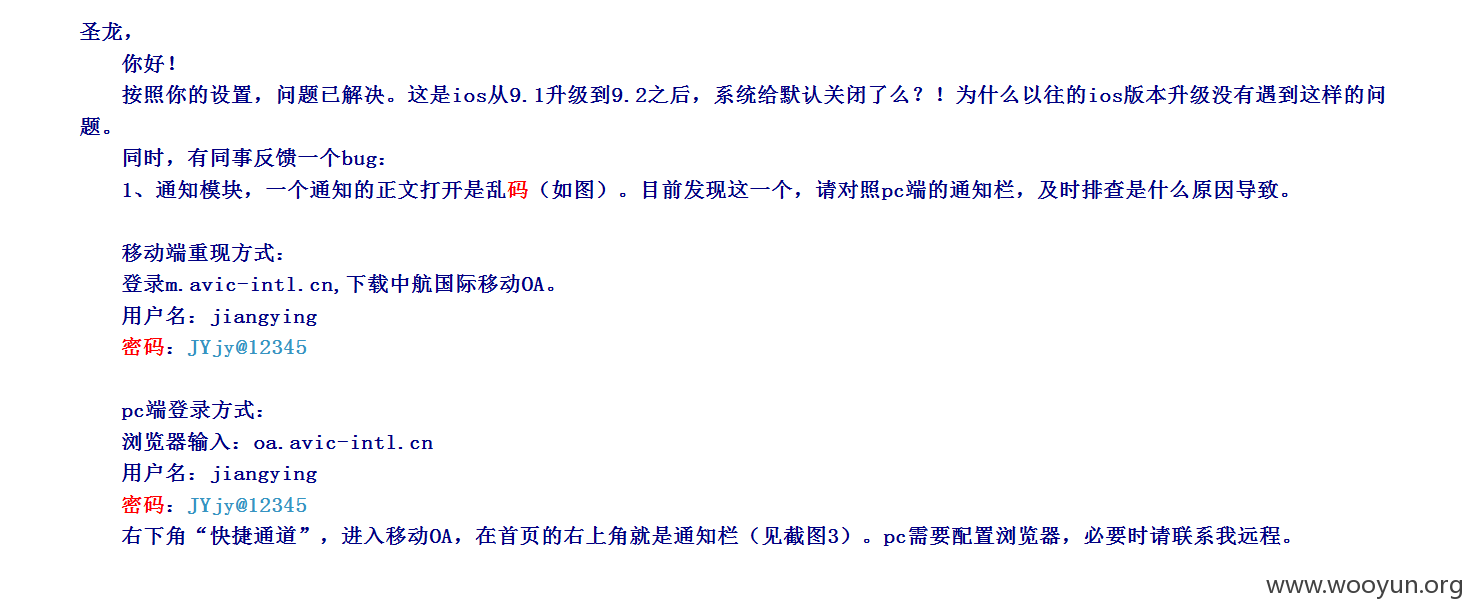 圣龙，
你好！
按照你的设置，问题已解决。这是ios从9.1升级到9.2之后，系统给默认关闭了么？！为什么以往的ios版本升级没有遇到这样的问
题。
同时，有同事反馈一个bug：
1、通知模块，一个通知的正文打开是乱码（如图）。目前发现这一个，请对照pc端的通知栏，及时排查是什么原因导致。
移动端重现方式：
登录m.avic-intl.cn,下载中航国际移动OA。
用户名：jiangying
密码：JYjy@12345
pc端登录方式：
浏览器输入：oa.avic-intl.cn
用户名：jiangying
密码：JYjy@12345
右下角“快捷通道”，进入移动OA，在首页的右上角就是通知栏（见截图3）。pc需要配置浏览器，必要时请联系我远程。
www.wooyun.org